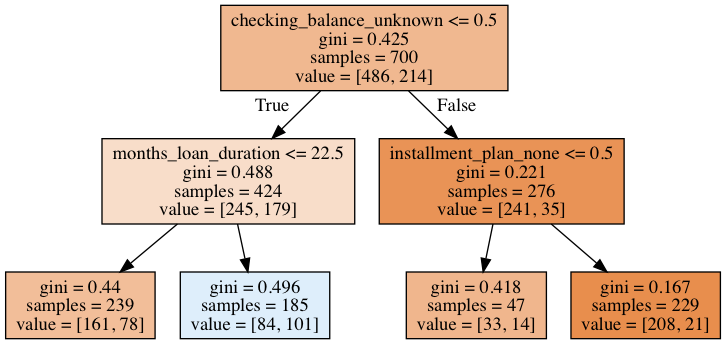 checking_balance_unknown <= 0.5
gini = 0.425
samples = 700
value = [486, 214]
True
False
months_loan_duration <= 22.5
gini = 0.488
samples = 424
value = [245, 179]
installment_plan_none <= 0.5
gini = 0.221
samples = 276
value = [241, 35]
gini = 0.44
samples = 239
value = [161, 78]
gini = 0.496
samples = 185
value = [84, 101]
gini = 0.418
samples = 47
value = [33, 14]
gini = 0.167
samples = 229
value = [208, 21]